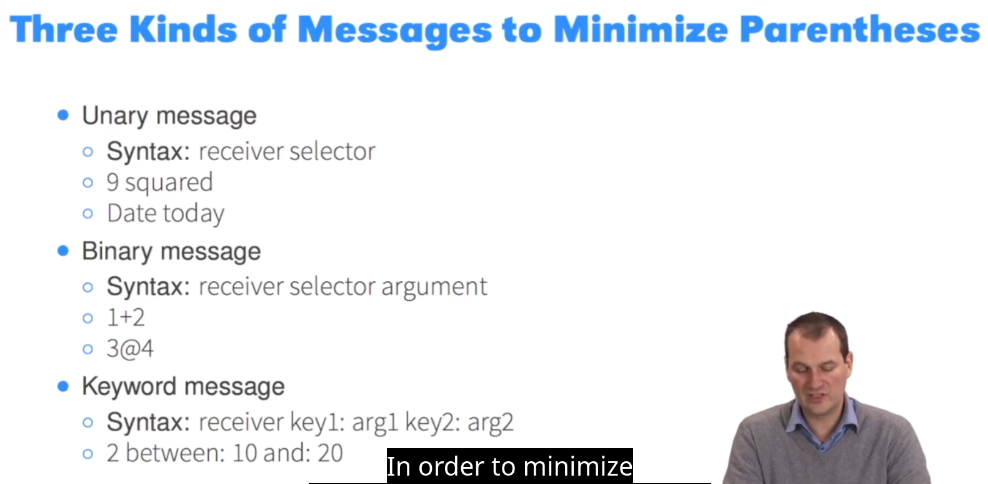 Three Kinds of Messages to Minimize Parentheses
Unary message
Syntax: receiver selector
9 squared
Date today
Binary message
Syntax: receiver selector argument
1+2
3@4
Keyword message
Syntax: receiver key1: arg1 key2: arg2
2 between: 10 and: 20
In order to minimize